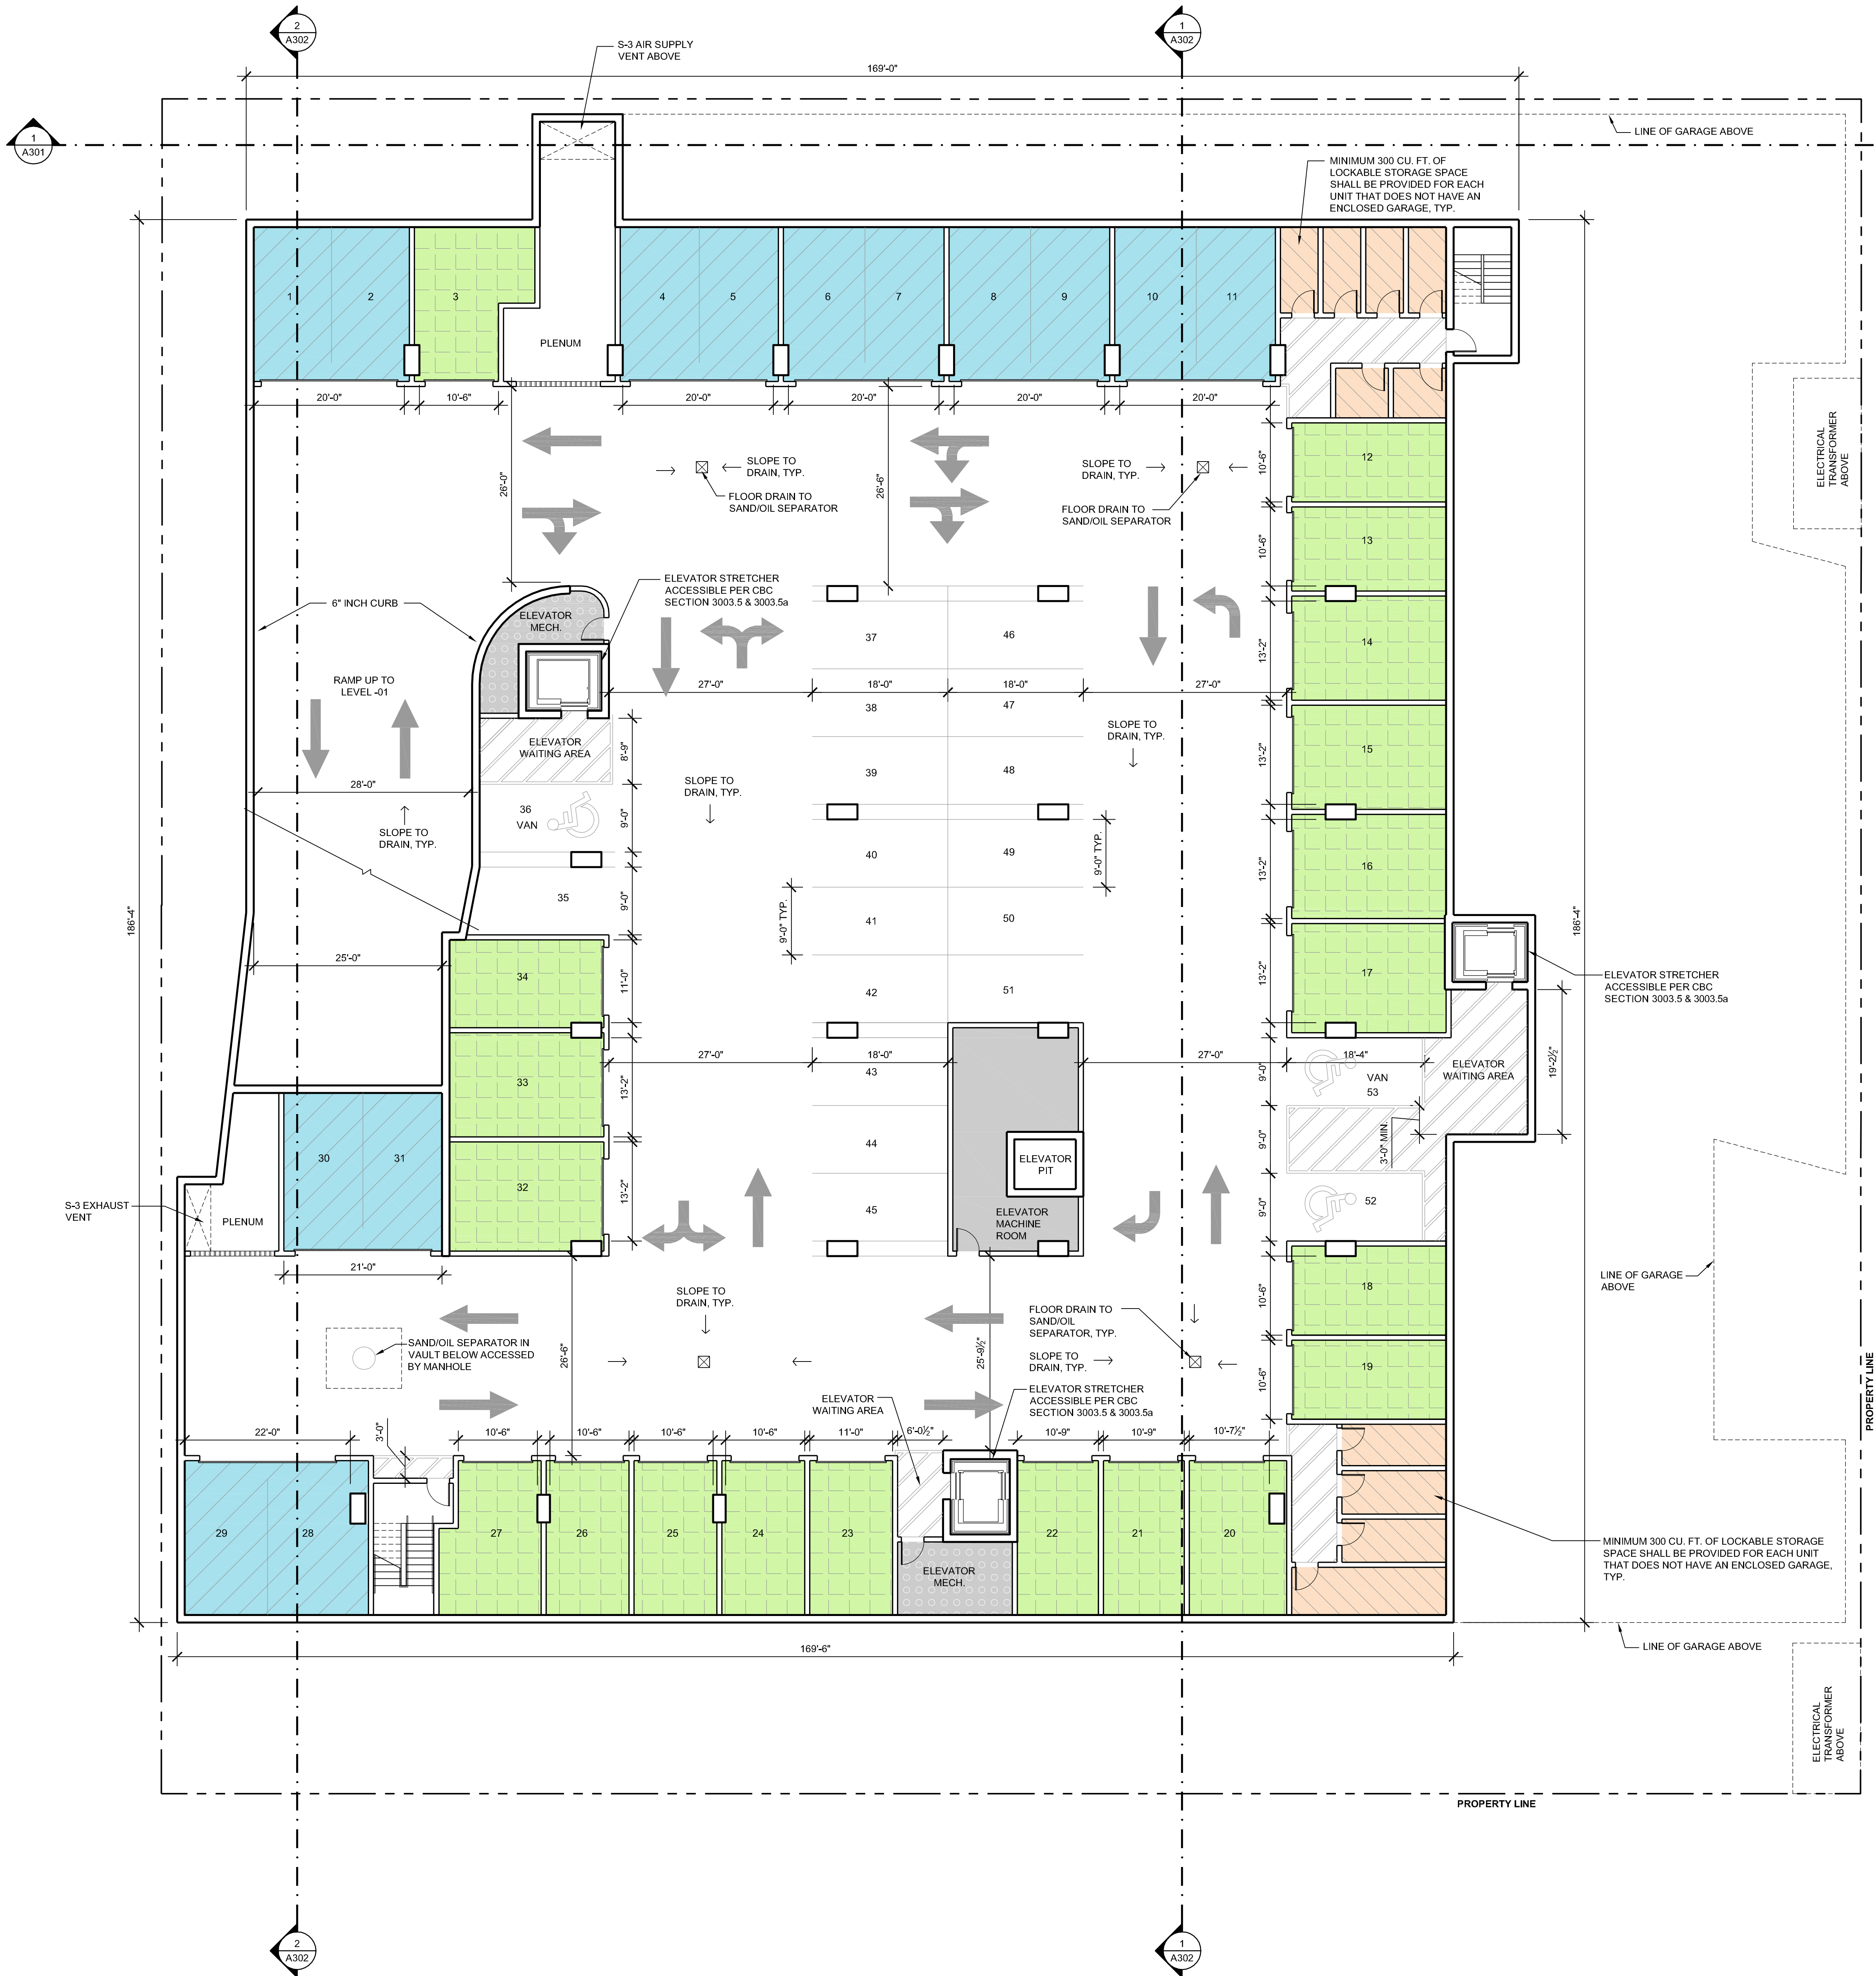 2
A302
1
A302
S-3 AIR SUPPLY
VENT ABOVE
169'-0"
1
A301
LINE OF GARAGE ABOVE
MINIMUM 300 CU. FT. OF
LOCKABLE STORAGE SPACE
SHALL BE PROVIDED FOR EACH
UNIT THAT DOES NOT HAVE AN
ENCLOSED GARAGE, TYP.
1
2
3
4
5
6
7
8
9
10
11
PLENUM
20'-0"
10'-6"
20'-0"
20'-0"
20'-0"
20'-0"
ELECTRICAL
TRANSFORMER
ABOVE
26'-0"
SLOPE TO
DRAIN, TYP.
FLOOR DRAIN TO
SAND/OIL SEPARATOR
26'-6"
SLOPE TO
DRAIN, TYP.
FLOOR DRAIN TO
SAND/OIL SEPARATOR
10'-6"
12
10'-6"
13
6" INCH CURB
ELEVATOR
MECH.
ELEVATOR STRETCHER
ACCESSIBLE PER CBC
SECTION 3003.5 & 3003.5a
37
46
13'-2"
14
RAMP UP TO
LEVEL -01
27'-0"
18'-0"
18'-0"
27'-0"
38
47
ELEVATOR
WAITING AREA
8'-9"
SLOPE TO
DRAIN, TYP.
13'-2"
15
28'-0"
SLOPE TO
DRAIN, TYP.
39
48
36
VAN
9'-0"
SLOPE TO
DRAIN, TYP.
40
49
9'-0" TYP.
13'-2"
16
35
9'-0"
9'-0" TYP.
41
50
186'-4"
186'-4"
25'-0"
34
11'-0"
42
51
13'-2"
17
ELEVATOR STRETCHER
ACCESSIBLE PER CBC
SECTION 3003.5 & 3003.5a
27'-0"
18'-0"
27'-0"
18'-4"
33
13'-2"
43
9'-0"
VAN
53
ELEVATOR
WAITING AREA
19'-2½"
30
31
44
9'-0"
3'-0" MIN.
ELEVATOR
PIT
32
13'-2"
45
ELEVATOR
MACHINE
ROOM
9'-0"
52
S-3 EXHAUST
VENT
PLENUM
21'-0"
SLOPE TO
DRAIN, TYP.
10'-6"
18
LINE OF GARAGE
ABOVE
SAND/OIL SEPARATOR IN
VAULT BELOW ACCESSED
BY MANHOLE
26'-6"
25'-9½"
FLOOR DRAIN TO
SAND/OIL
SEPARATOR, TYP.
SLOPE TO
DRAIN, TYP.
10'-6"
19
ELEVATOR
WAITING AREA
ELEVATOR STRETCHER
ACCESSIBLE PER CBC
SECTION 3003.5 & 3003.5a
PROPERTY LINE
22'-0"
3'-0"
10'-6"
10'-6"
10'-6"
10'-6"
11'-0"
6'-0½"
10'-9"
10'-9"
10'-7½"
29
28
27
26
25
24
23
22
21
20
ELEVATOR
MECH.
MINIMUM 300 CU. FT. OF LOCKABLE STORAGE
SPACE SHALL BE PROVIDED FOR EACH UNIT
THAT DOES NOT HAVE AN ENCLOSED GARAGE,
TYP.
169'-6"
LINE OF GARAGE ABOVE
ELECTRICAL
TRANSFORMER
ABOVE
PROPERTY LINE
2
A302
1
A302